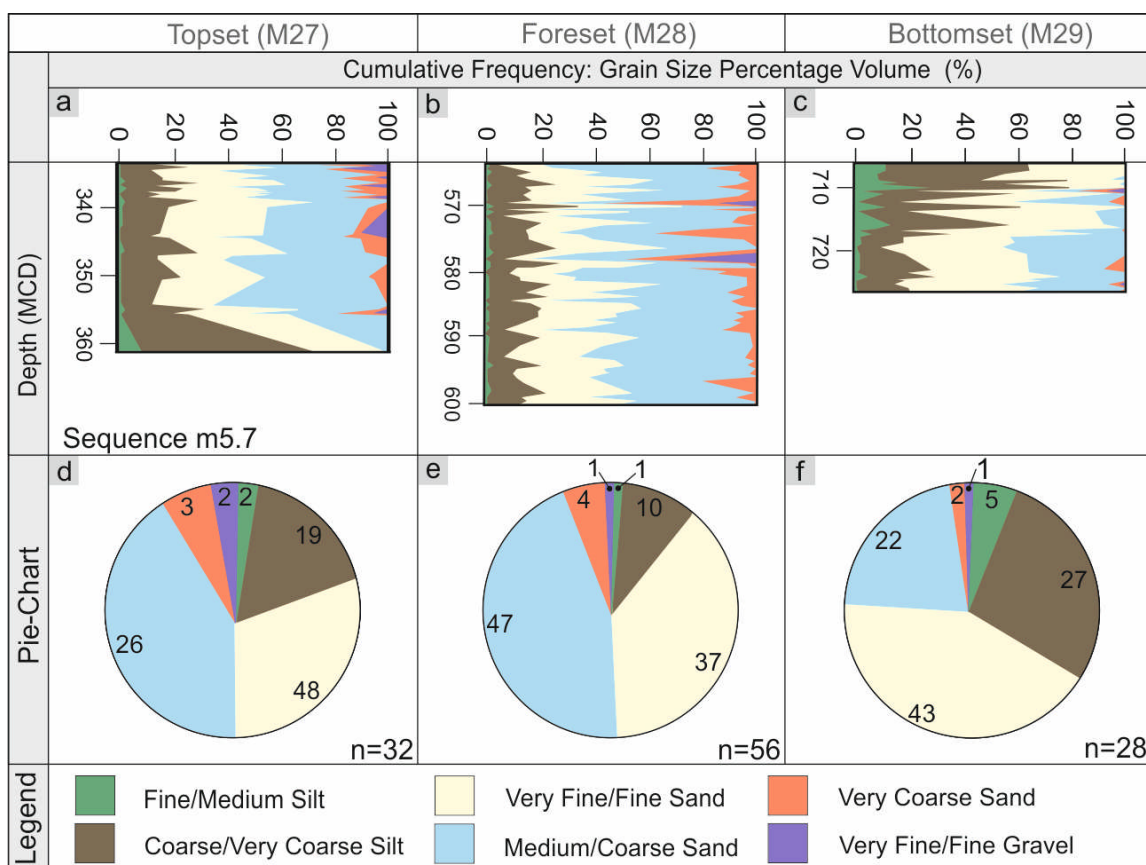 Topset (M27) Foreset (M28) Bottomset (M29)
Cumulative Frequency: Grain Size Percentage Volume (%)
a b c
0 20 40 60 80 100 0 20 40 60 80 100 0 20 40 60 80 100
Depth (MCD)
340 350 360
570 580 590 600
710 720
Sequence m5.7
Pie-Chart
d
2 2 3 19 26 48
n=32
e
1 1 4 10 47 37
n=56
f
1 2 5 22 27 43
n=28
Legend
Fine/Medium Silt Very Fine/Fine Sand Very Coarse Sand
Coarse/Very Coarse Silt Medium/Coarse Sand Very Fine/Fine Gravel